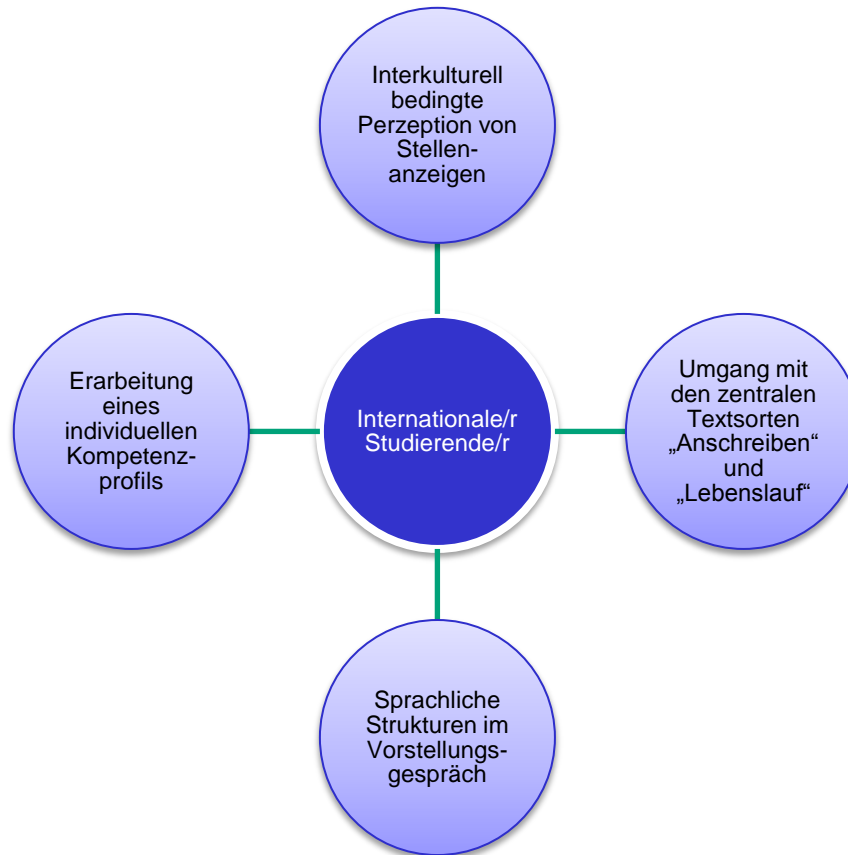 Interkulturell
bedingte
Perzeption von
Stellen-
anzeigen
Erarbeitung
eines
individuellen
Kompetenz-
profils
Internationale/r
Studierende/r
Umgang mit
den zentralen
Textsorten
„Anschreiben“
und
„Lebenslauf“
Sprachliche
Strukturen im
Vorstellungs-
gespräch